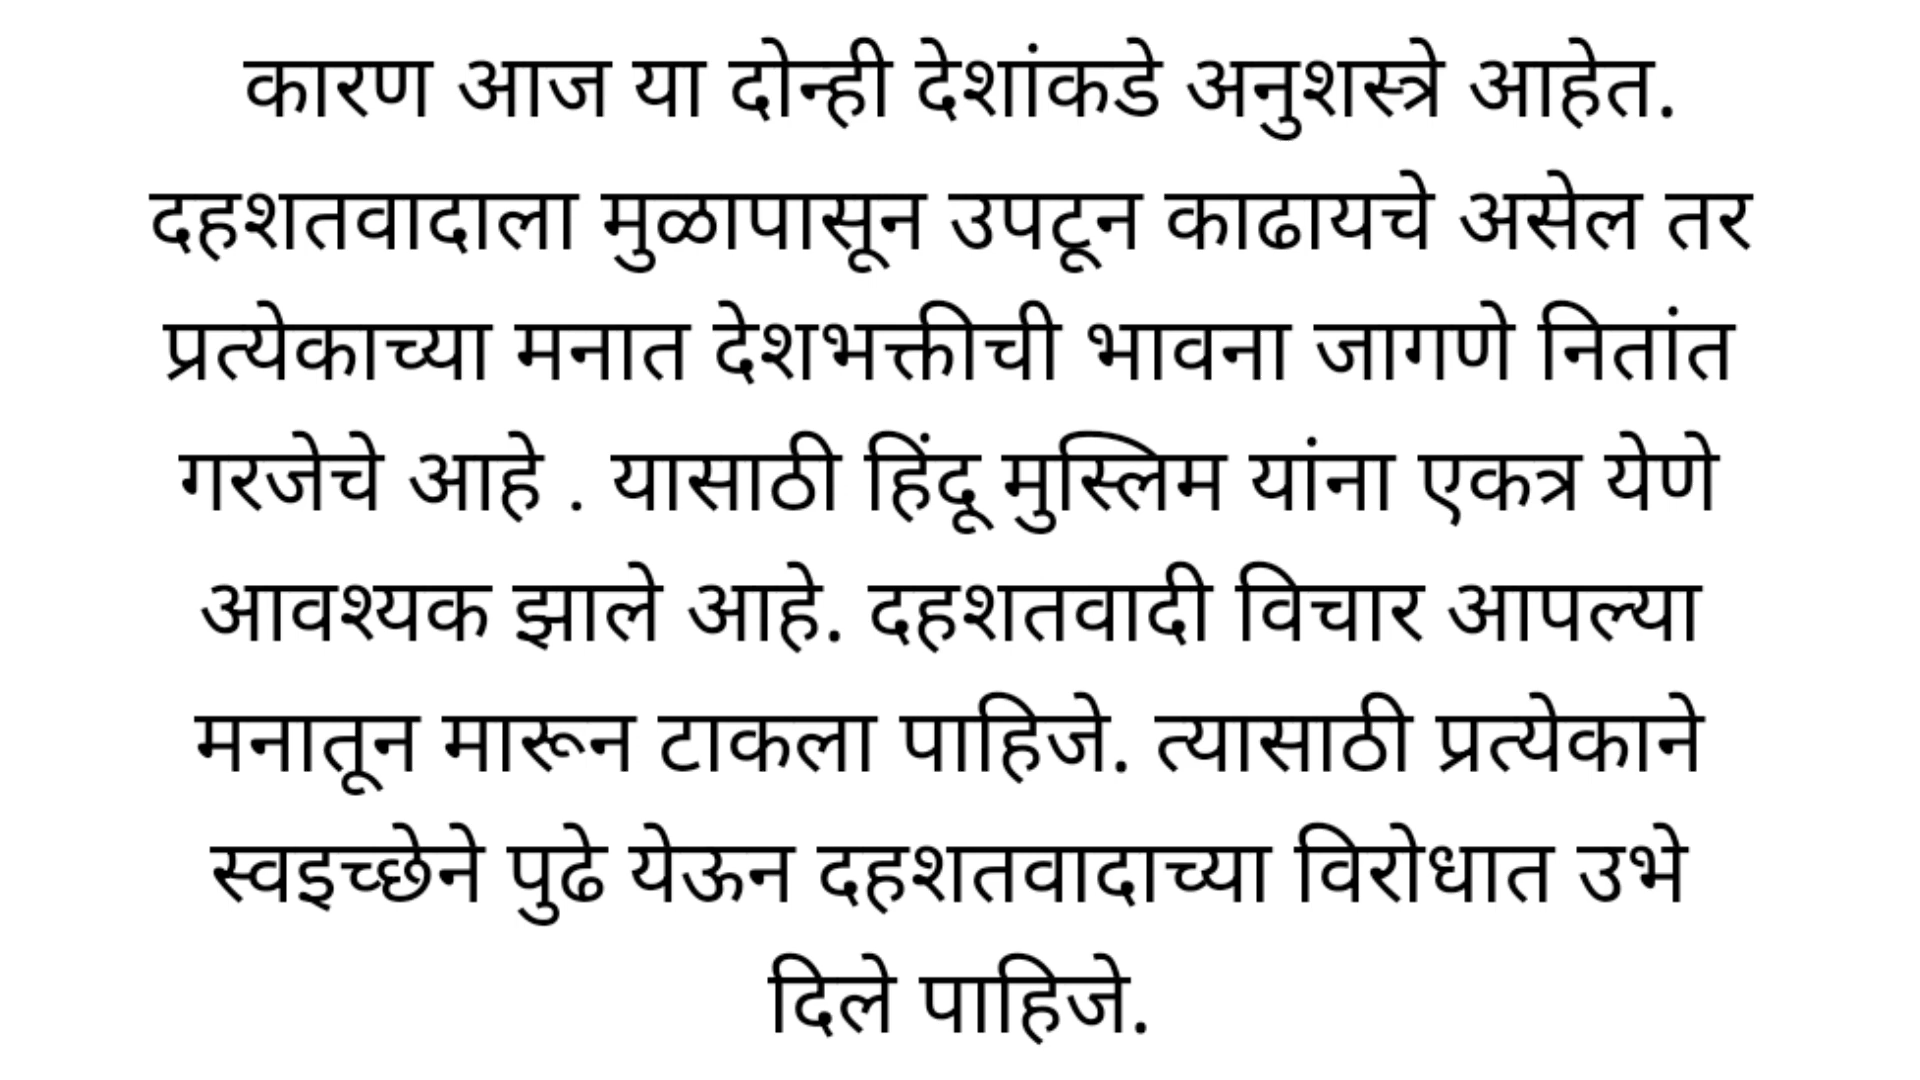 कारण आज या दोन्ही देशांकडे अनुशस्त्रे आहेत.
दहशतवादाला मुळापासून उपटून काढायचे असेल तर
प्रत्येकाच्या मनात देशभक्तीची भावना जागणे नितांत
गरजेचे आहे . यासाठी हिंदू मुस्लिम यांना एकत्र येणे
आवश्यक झाले आहे. दहशतवादी विचार आपल्या
मनातून मारून टाकला पाहिजे. त्यासाठी प्रत्येकाने
स्वइच्छेने पुढे येऊन दहशतवादाच्या विरोधात उभे
दिले पाहिजे.